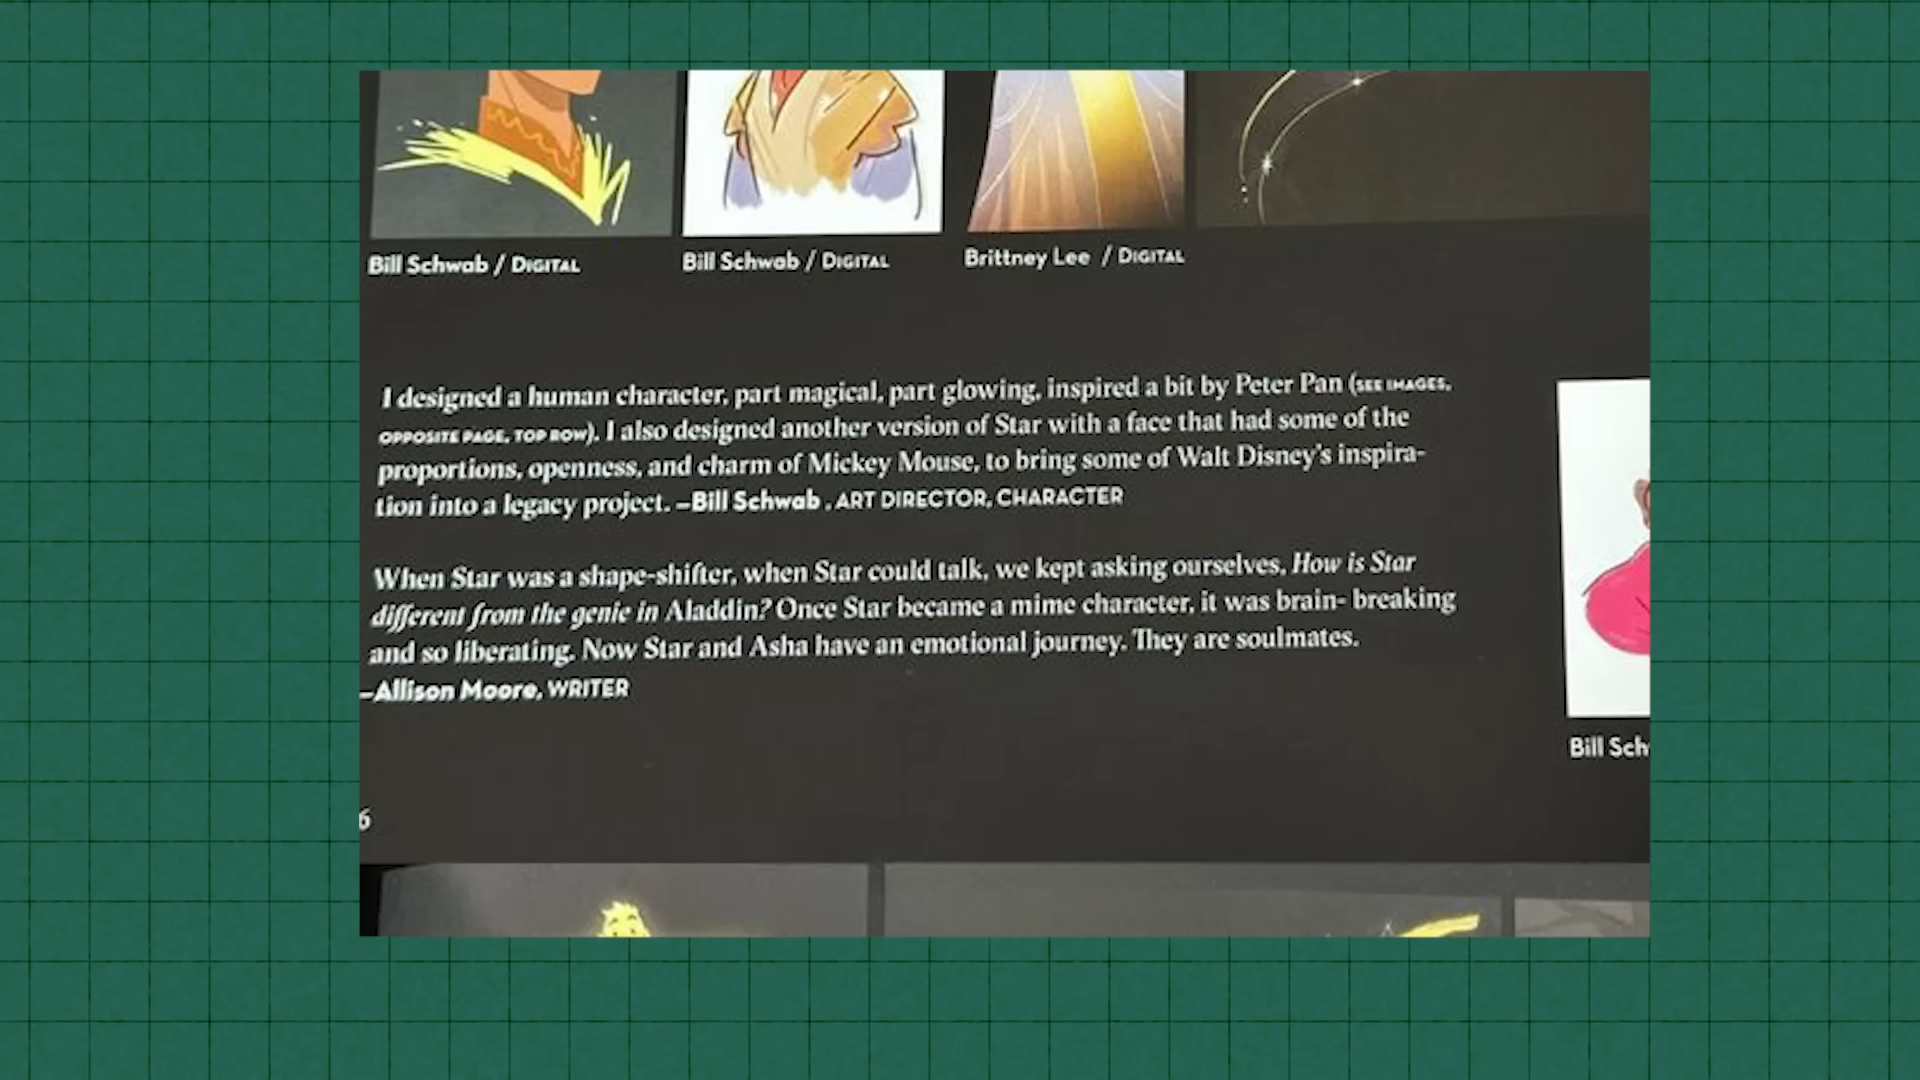 Bill Schwab / DIGITAL
Bill Schwab / DIGITAL
Brittney Lee / DIGITAL
I designed a human character, part magical, part glowing, inspired a bit by Peter Pan (SEE IMAGES,
OPPOSITE PAGE, TOP ROW). I also designed another version of Star with a face that had some of the
proportions, openness, and charm of Mickey Mouse, to bring some of Walt Disney's inspira-
tion into a legacy project. —Bill Schwab, ART DIRECTOR, CHARACTER
When Star was a shape-shifter, when Star could talk, we kept asking ourselves, How is Star
different from the genie in Aladdin? Once Star became a mime character, it was brain- breaking
and so liberating. Now Star and Asha have an emotional journey. They are soulmates.
—Allison Moore, WRITER
Bill Sch
6